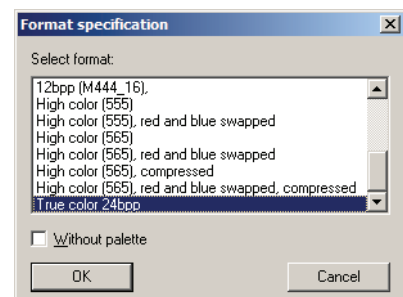 Format specification
Select format:
12bpp (M444_16),
High color (555)
High color (555), red and blue swapped
High color (565)
High color (565), red and blue swapped
High color (565), compressed
High color (565), red and blue swapped, compressed
True color 24bpp
Without palette
OK
Cancel